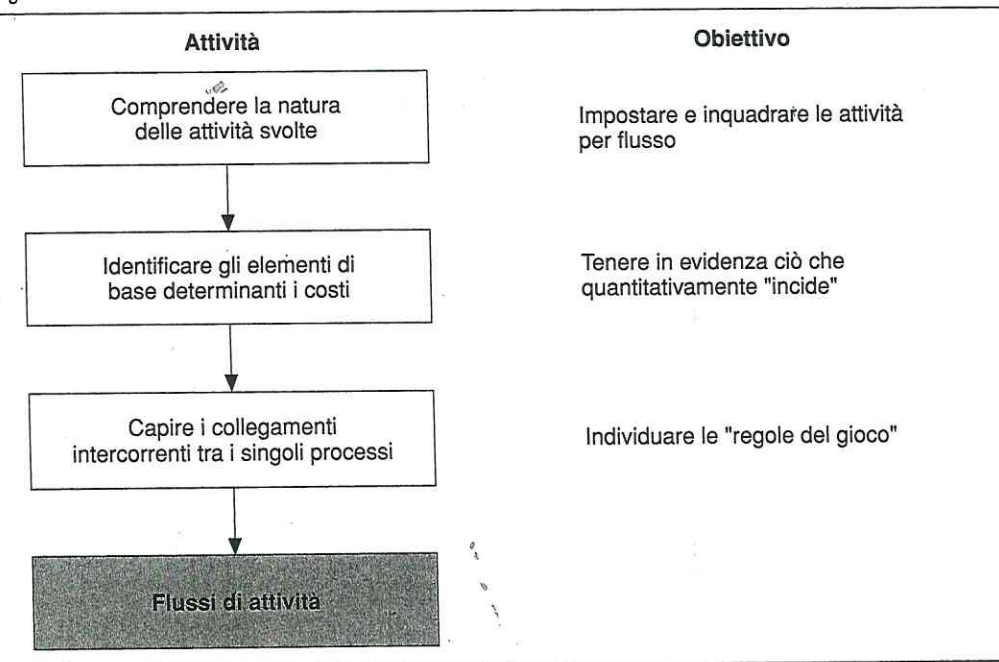 Attività
Obiettivo
Comprendere la natura
delle attività svolte
Impostare e inquadrare le attività
per flusso
Identificare gli elementi di
base determinanti i costi
Tenere in evidenza ciò che
quantitativamente "incide"
Capire i collegamenti
intercorrenti tra i singoli processi
Individuare le "regole del gioco"
Flussi di attività